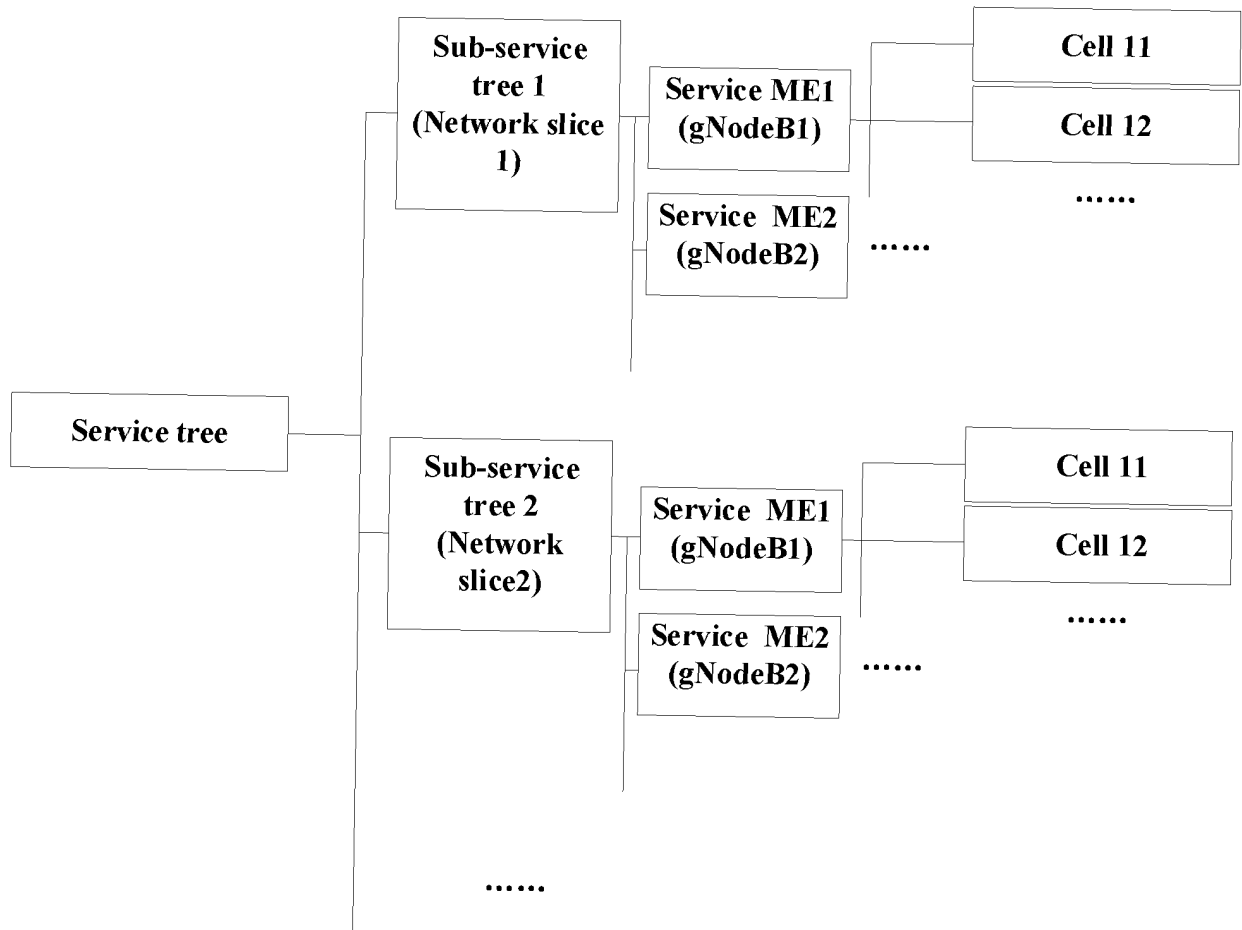 Sub-service
tree 1
(Network slice
1)
Service ME1
(gNodeB1)
Cell 11
Cell 12
......
Service  ME2
(gNodeB2)
......
Service tree
Sub-service
tree 2
(Network
slice2)
Service  ME1
(gNodeB1)
Cell 11
Cell 12
......
Service  ME2
(gNodeB2)
......
......